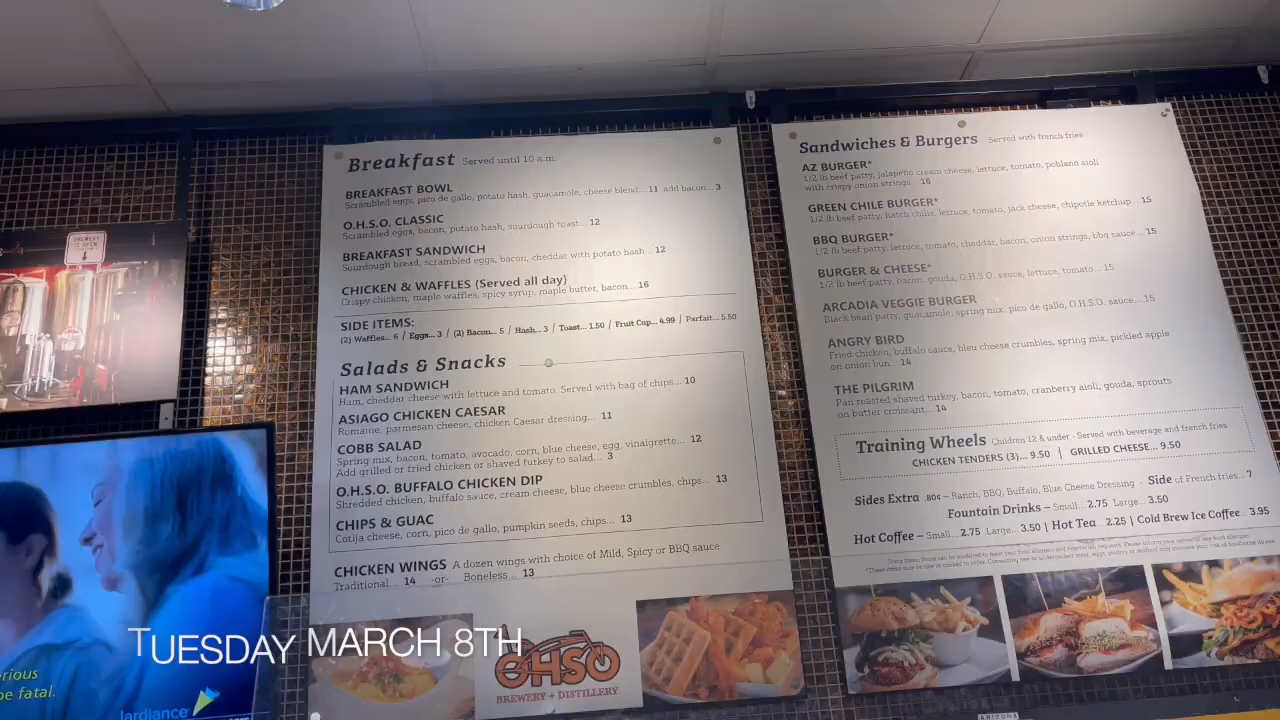 BREWERY
IS OPEN
Breakfast Served until 10 a.m.
BREAKFAST BOWL
Scrambled eggs, pico de gallo, potato hash, guacamole, cheese blend... 11 add bacon... 3
O.H.S.O. CLASSIC
Scrambled eggs, bacon, potato hash, sourdough toast... 12
BREAKFAST SANDWICH
Sourdough bread, scrambled eggs, bacon, cheddar with potato hash... 12
CHICKEN & WAFFLES (Served all day)
Crispy chicken, maple waffles, spicy syrup, maple butter, bacon... 16
SIDE ITEMS:
(2) Waffles... 6 / Eggs... 3 / (2) Bacon... 5 / Hash... 3 / Toast... 1.50 / Fruit Cup... 4.99 / Parfait... 5.50
Salads & Snacks
HAM SANDWICH
Ham, cheddar cheese with lettuce and tomato. Served with bag of chips... 10
ASIAGO CHICKEN CAESAR
Romaine, parmesan cheese, chicken Caesar dressing... 11
COBB SALAD
Spring mix, bacon, tomato, avocado, corn, blue cheese, egg, vinaigrette... 12
Add grilled or fried chicken or shaved turkey to salad... 3
O.H.S.O. BUFFALO CHICKEN DIP
Shredded chicken, buffalo sauce, cream cheese, blue cheese crumbles, chips... 13
CHIPS & GUAC
Cotija cheese, corn, pico de gallo, pumpkin seeds, chips... 13
CHICKEN WINGS A dozen wings with choice of Mild, Spicy or BBQ sauce
Traditional... 14 -or- Boneless... 13
OHSO
BREWERY + DISTILLERY
Sandwiches & Burgers Served with french fries
AZ BURGER*
1/2 lb beef patty, jalapeño cream cheese, lettuce, tomato, poblano aioli
with crispy onion strings... 16
GREEN CHILE BURGER*
1/2 lb beef patty, hatch chilis, lettuce, tomato, jack cheese, chipotle ketchup... 15
BBQ BURGER*
1/2 lb beef patty, lettuce, tomato, cheddar, bacon, onion strings, bbq sauce... 15
BURGER & CHEESE*
1/2 lb beef patty, bacon, gouda, O.H.S.O. sauce, lettuce, tomato... 15
ARCADIA VEGGIE BURGER
Black bean patty, guacamole, spring mix, pico de gallo, O.H.S.O. sauce... 15
ANGRY BIRD
Fried chicken, buffalo sauce, bleu cheese crumbles, spring mix, pickled apple
on onion bun... 14
THE PILGRIM
Pan roasted shaved turkey, bacon, tomato, cranberry aioli, gouda, sprouts
on butter croissant... 14
Training Wheels Children 12 & under - Served with beverage and french fries
CHICKEN TENDERS (3)... 9.50 | GRILLED CHEESE... 9.50
Sides Extra .80¢ – Ranch, BBQ, Buffalo, Blue Cheese Dressing - Side of French fries... 7
Fountain Drinks – Small... 2.75 Large... 3.50
Hot Coffee – Small... 2.75 Large... 3.50 | Hot Tea... 2.25 | Cold Brew Ice Coffee... 3.95
TUESDAY MARCH 8TH
erious
be fatal.
Jardiance
ARIZONA